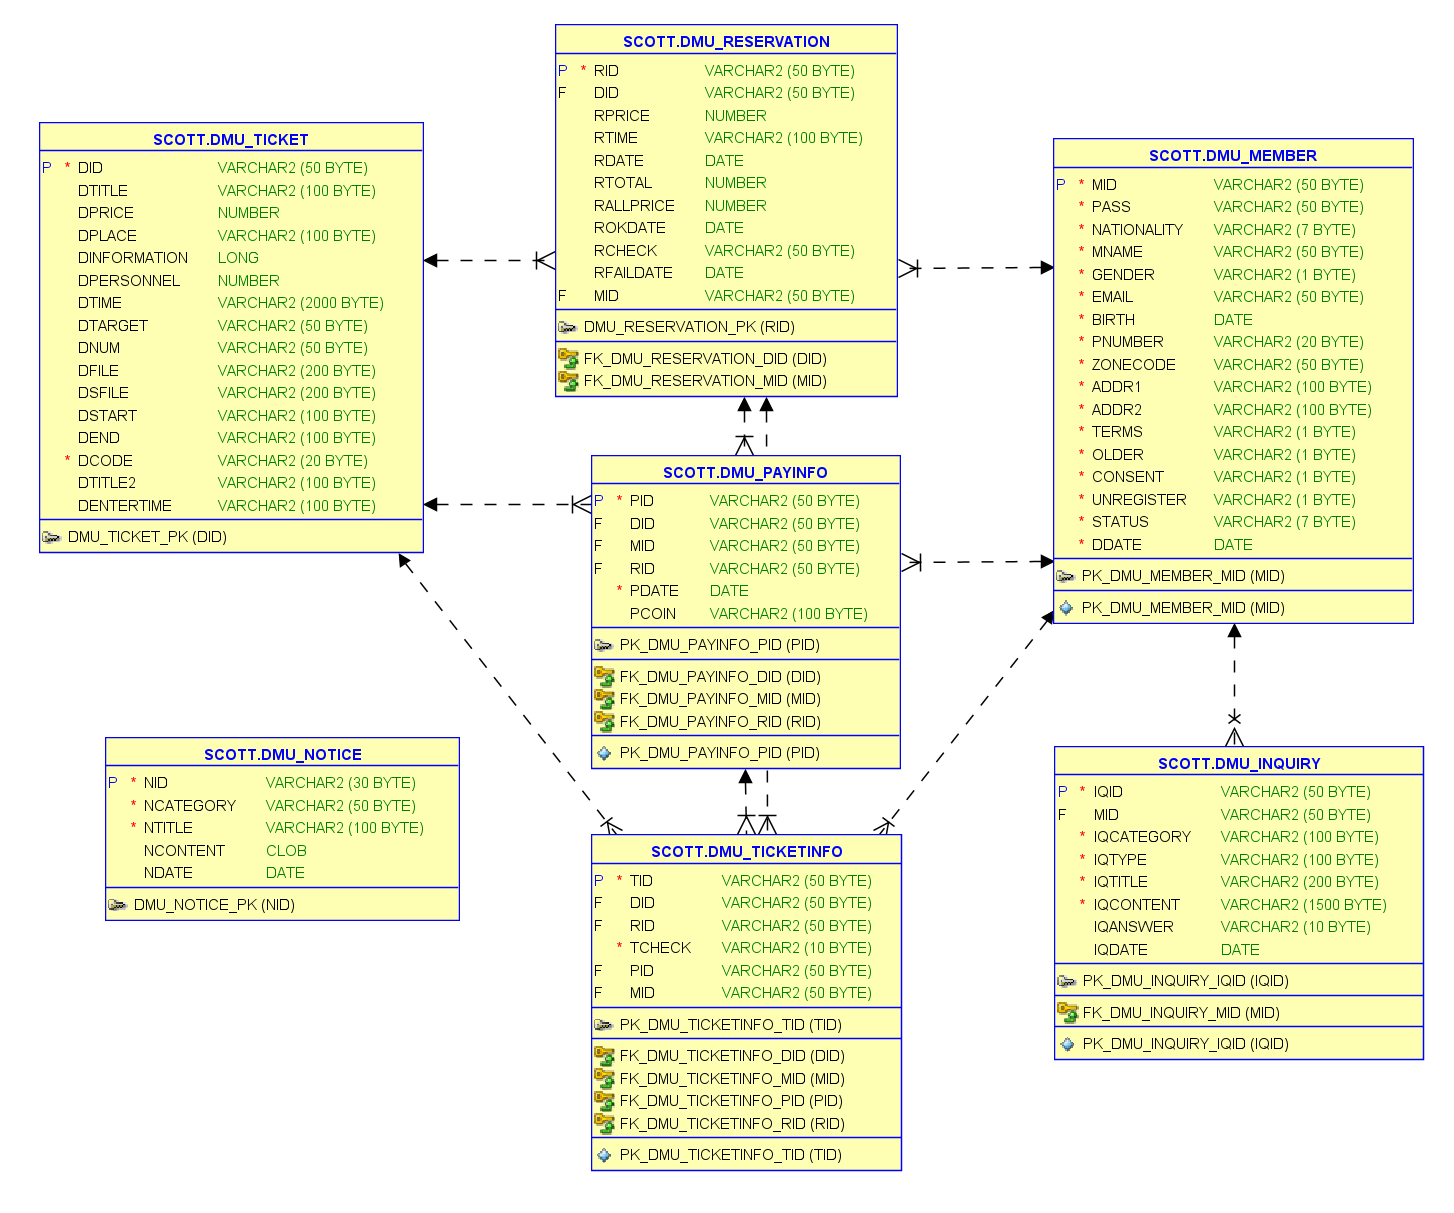 SCOTT.DMU_RESERVATION
P * RID VARCHAR2 (50 BYTE)
F DID VARCHAR2 (50 BYTE)
RPRICE NUMBER
RTIME VARCHAR2 (100 BYTE)
RDATE DATE
RTOTAL NUMBER
RALLPRICE NUMBER
ROKDATE DATE
RCHECK VARCHAR2 (50 BYTE)
RFAILDATE DATE
F MID VARCHAR2 (50 BYTE)
DMU_RESERVATION_PK (RID)
FK_DMU_RESERVATION_DID (DID)
FK_DMU_RESERVATION_MID (MID)
SCOTT.DMU_TICKET
P * DID VARCHAR2 (50 BYTE)
DTITLE VARCHAR2 (100 BYTE)
DPRICE NUMBER
DPLACE VARCHAR2 (100 BYTE)
DINFORMATION LONG
DPERSONNEL NUMBER
DTIME VARCHAR2 (2000 BYTE)
DTARGET VARCHAR2 (50 BYTE)
DNUM VARCHAR2 (50 BYTE)
DFILE VARCHAR2 (200 BYTE)
DSFILE VARCHAR2 (200 BYTE)
DSTART VARCHAR2 (100 BYTE)
DEND VARCHAR2 (100 BYTE)
* DCODE VARCHAR2 (20 BYTE)
DTITLE2 VARCHAR2 (100 BYTE)
DENTERTIME VARCHAR2 (100 BYTE)
DMU_TICKET_PK (DID)
SCOTT.DMU_MEMBER
P * MID VARCHAR2 (50 BYTE)
* PASS VARCHAR2 (50 BYTE)
* NATIONALITY VARCHAR2 (7 BYTE)
* MNAME VARCHAR2 (50 BYTE)
* GENDER VARCHAR2 (1 BYTE)
* EMAIL VARCHAR2 (50 BYTE)
* BIRTH DATE
* PNUMBER VARCHAR2 (20 BYTE)
* ZONECODE VARCHAR2 (50 BYTE)
* ADDR1 VARCHAR2 (100 BYTE)
* ADDR2 VARCHAR2 (100 BYTE)
* TERMS VARCHAR2 (1 BYTE)
* OLDER VARCHAR2 (1 BYTE)
* CONSENT VARCHAR2 (1 BYTE)
* UNREGISTER VARCHAR2 (1 BYTE)
* STATUS VARCHAR2 (7 BYTE)
* DDATE DATE
PK_DMU_MEMBER_MID (MID)
PK_DMU_MEMBER_MID (MID)
SCOTT.DMU_PAYINFO
P * PID VARCHAR2 (50 BYTE)
F DID VARCHAR2 (50 BYTE)
F MID VARCHAR2 (50 BYTE)
F RID VARCHAR2 (50 BYTE)
* PDATE DATE
PCOIN VARCHAR2 (100 BYTE)
PK_DMU_PAYINFO_PID (PID)
FK_DMU_PAYINFO_DID (DID)
FK_DMU_PAYINFO_MID (MID)
FK_DMU_PAYINFO_RID (RID)
PK_DMU_PAYINFO_PID (PID)
SCOTT.DMU_NOTICE
P * NID VARCHAR2 (30 BYTE)
* NCATEGORY VARCHAR2 (50 BYTE)
* NTITLE VARCHAR2 (100 BYTE)
NCONTENT CLOB
NDATE DATE
DMU_NOTICE_PK (NID)
SCOTT.DMU_TICKETINFO
P * TID VARCHAR2 (50 BYTE)
F DID VARCHAR2 (50 BYTE)
F RID VARCHAR2 (50 BYTE)
* TCHECK VARCHAR2 (10 BYTE)
F PID VARCHAR2 (50 BYTE)
F MID VARCHAR2 (50 BYTE)
PK_DMU_TICKETINFO_TID (TID)
FK_DMU_TICKETINFO_DID (DID)
FK_DMU_TICKETINFO_MID (MID)
FK_DMU_TICKETINFO_PID (PID)
FK_DMU_TICKETINFO_RID (RID)
PK_DMU_TICKETINFO_TID (TID)
SCOTT.DMU_INQUIRY
P * IQID VARCHAR2 (50 BYTE)
F MID VARCHAR2 (50 BYTE)
* IQCATEGORY VARCHAR2 (100 BYTE)
* IQTYPE VARCHAR2 (100 BYTE)
* IQTITLE VARCHAR2 (200 BYTE)
* IQCONTENT VARCHAR2 (1500 BYTE)
IQANSWER VARCHAR2 (10 BYTE)
IQDATE DATE
PK_DMU_INQUIRY_IQID (IQID)
FK_DMU_INQUIRY_MID (MID)
PK_DMU_INQUIRY_IQID (IQID)